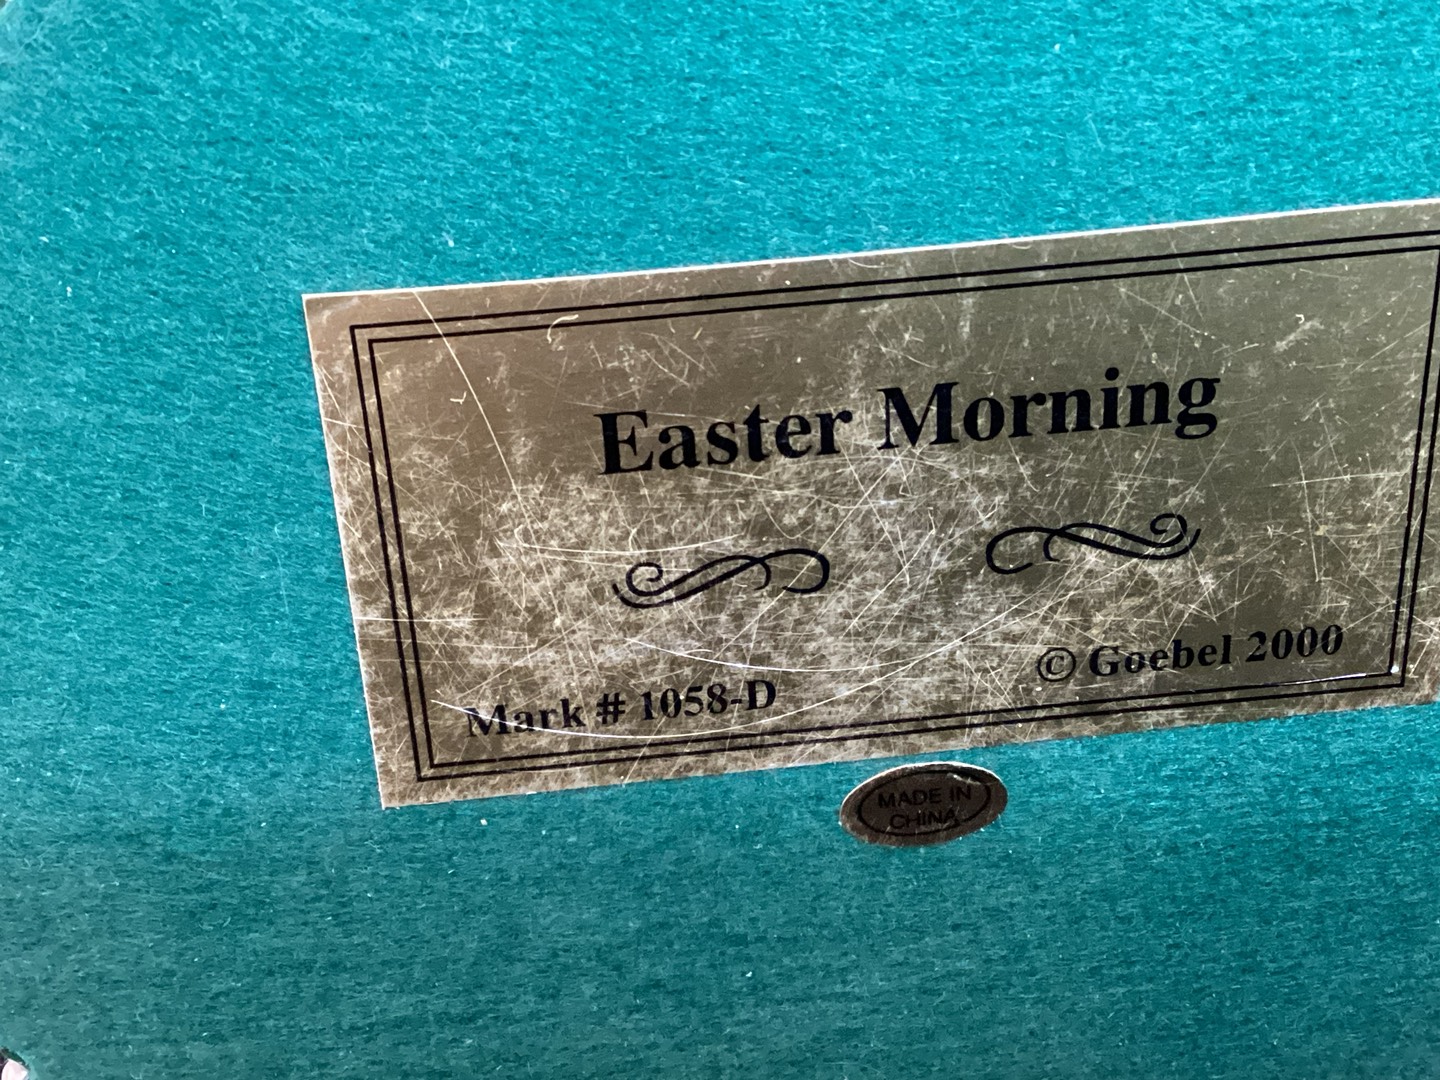 Easter Morning
Mark # 1058-D
© Goebel 2000
MADE IN
CHINA